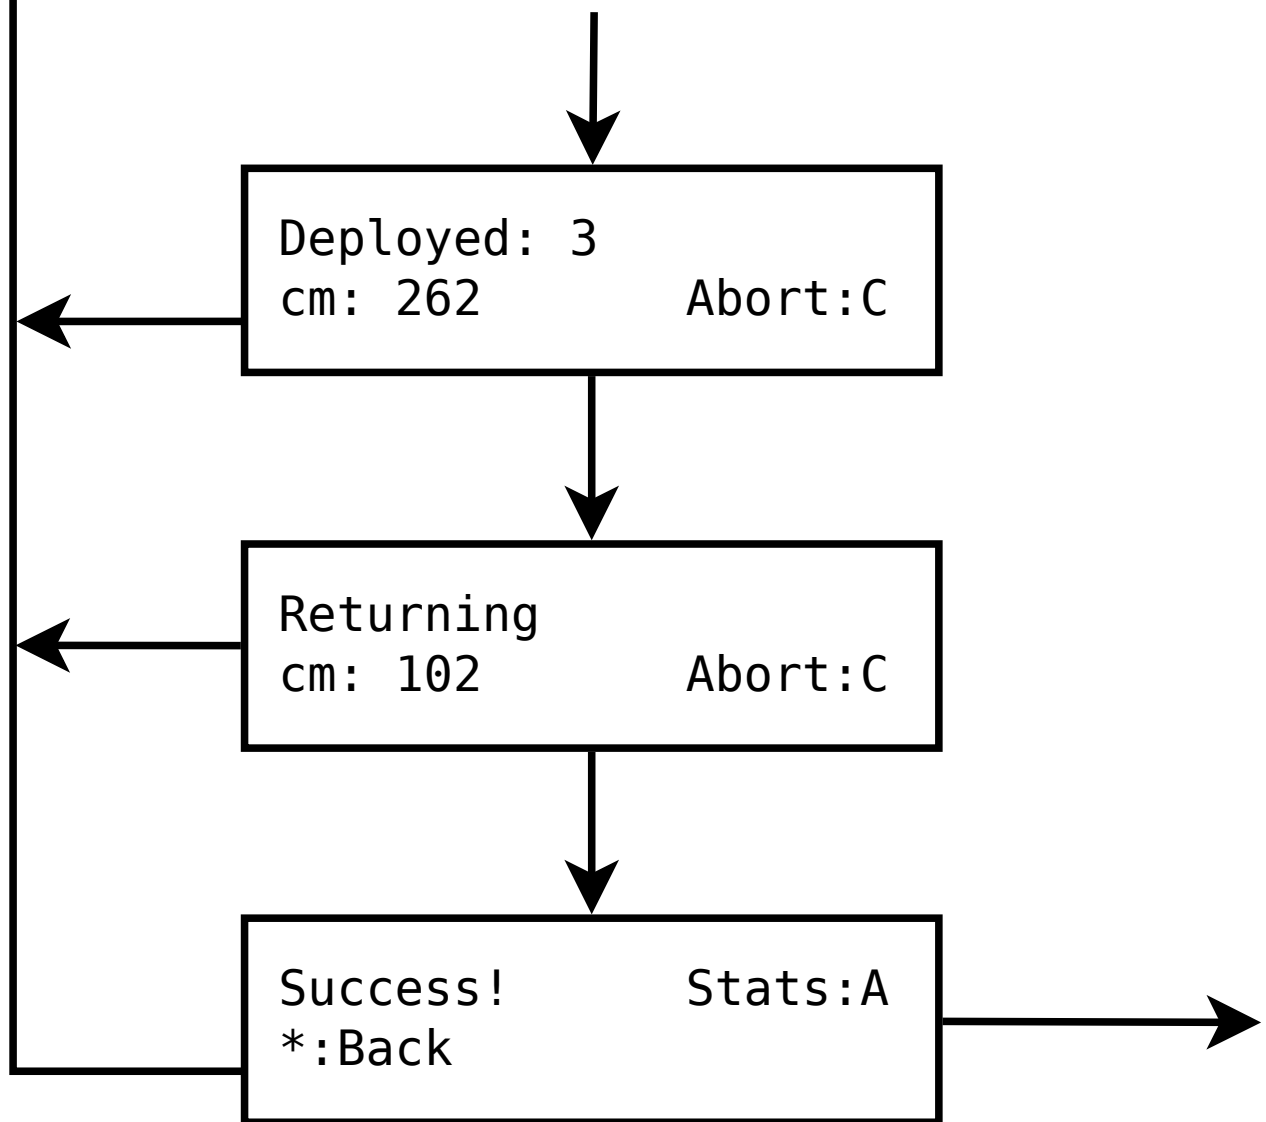 Deployed: 3
cm: 262 Abort:C
Returning
cm: 102 Abort:C
Success! Stats:A
*:Back